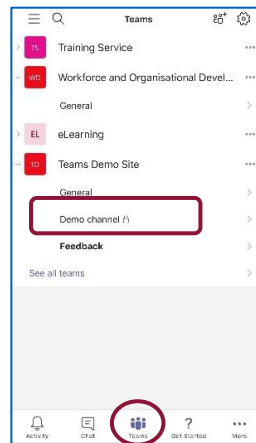 Teams
TS Training Service
WD Workforce and Organisational Devel...
General
EL eLearning
TD Teams Demo Site
General
Demo channel
Feedback
See all teams
Activity
Chat
Teams
Get Started
More